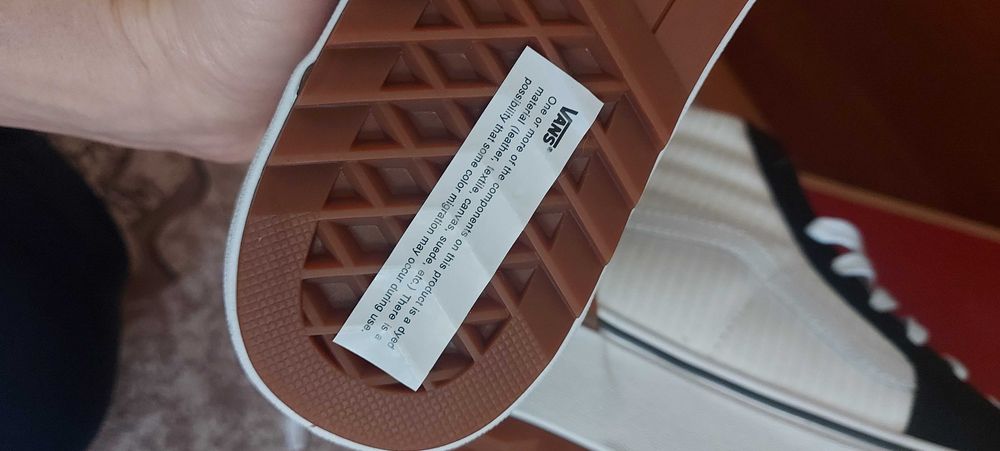 VANS®
One or more of the components on this product is a dyed
material (leather, textile, canvas, suede, etc.) There is a
possibility that some color migration may occur during use.